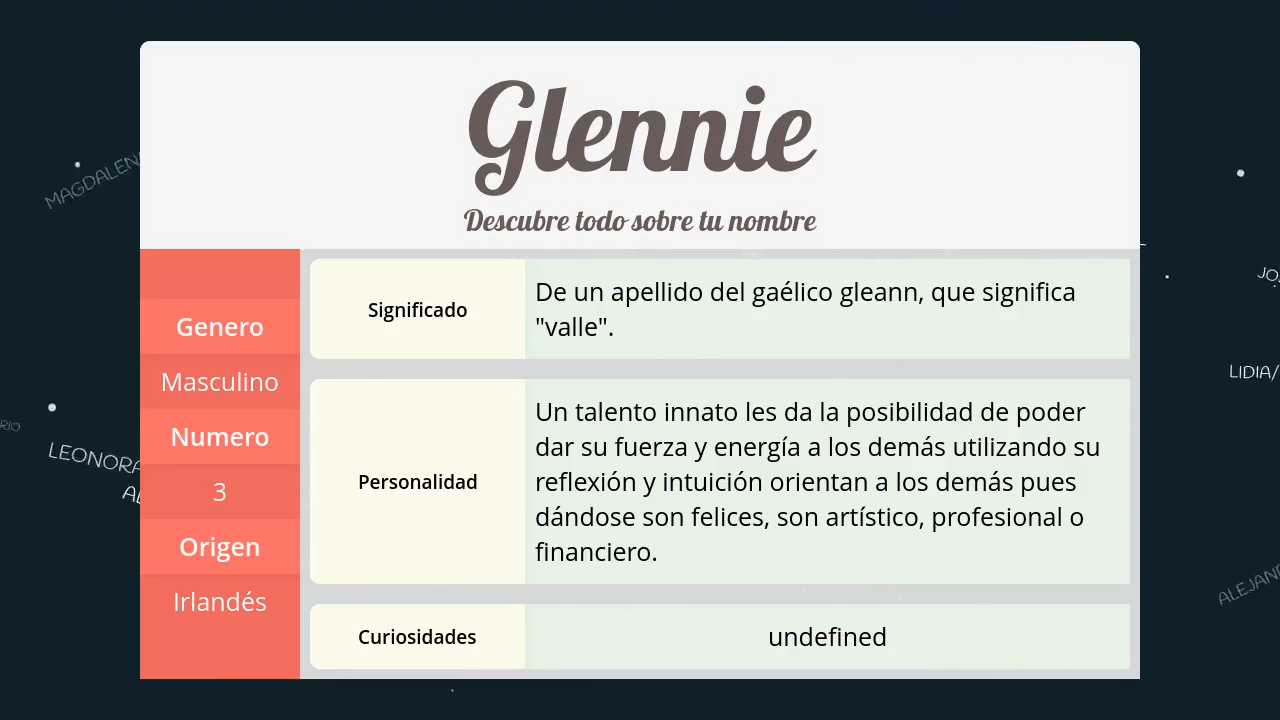 Glennie
Descubre todo sobre tu nombre
Genero
Masculino
Numero
3
Origen
Irlandés
Significado
De un apellido del gaélico gleann, que significa
"valle".
Personalidad
Un talento innato les da la posibilidad de poder
dar su fuerza y energía a los demás utilizando su
reflexión y intuición orientan a los demás pues
dándose son felices, son artístico, profesional o
financiero.
Curiosidades
undefined
MAGDALEN
LEONORA
LIDIA/
ALEJAN